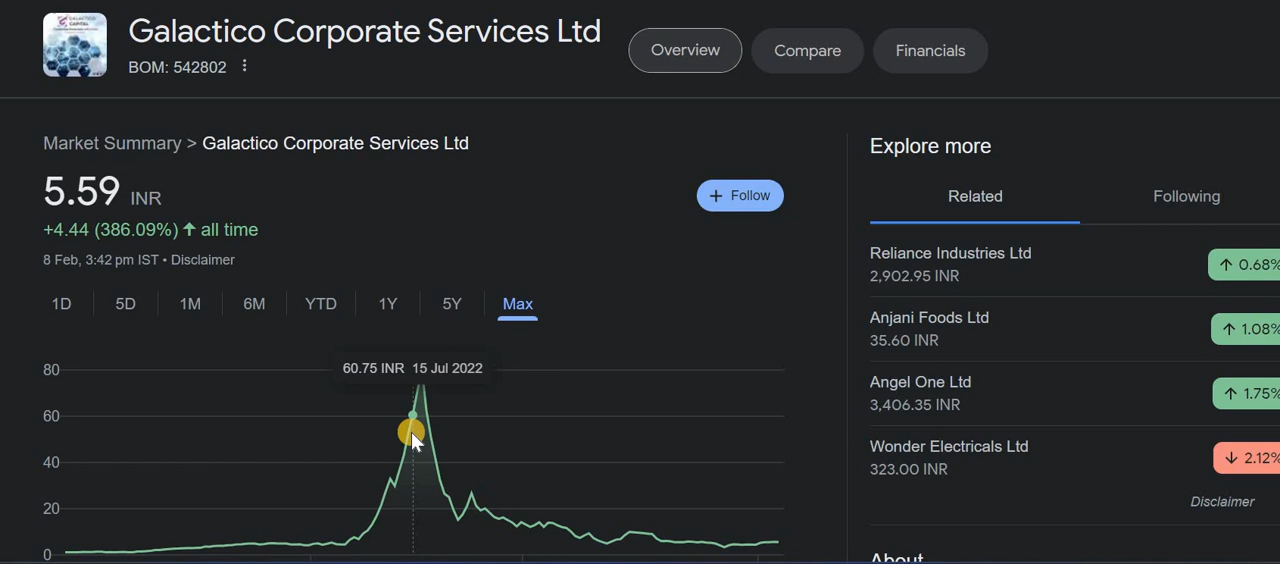 Galactico Corporate Services Ltd
BOM: 542802
Overview
Compare
Financials
Market Summary > Galactico Corporate Services Ltd
5.59 INR
+ Follow
+4.44 (386.09%) ↑ all time
8 Feb, 3:42 pm IST • Disclaimer
1D 5D 1M 6M YTD 1Y 5Y Max
60.75 INR 15 Jul 2022
80
60
40
20
0
Explore more
Related
Following
Reliance Industries Ltd
2,902.95 INR
↑ 0.68%
Anjani Foods Ltd
35.60 INR
↑ 1.08%
Angel One Ltd
3,406.35 INR
↑ 1.75%
Wonder Electricals Ltd
323.00 INR
↓ 2.12%
Disclaimer
About